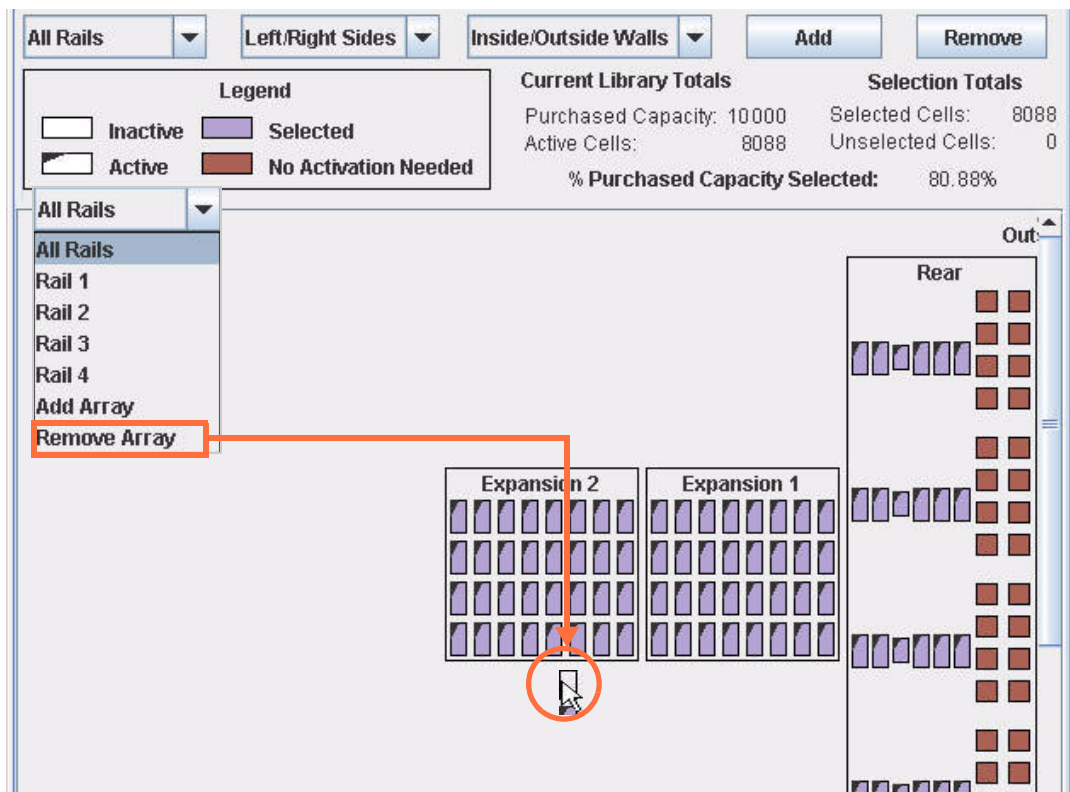 All Rails
Left/Right Sides
Inside/Outside Walls
Add
Remove
Legend
Inactive
Selected
Active
No Activation Needed
Current Library Totals
Purchased Capacity: 10000
Active Cells: 8088
Selection Totals
Selected Cells: 8088
Unselected Cells: 0
% Purchased Capacity Selected: 80.88%
All Rails
All Rails
Rail 1
Rail 2
Rail 3
Rail 4
Add Array
Remove Array
Out
Rear
Expansion 2
Expansion 1